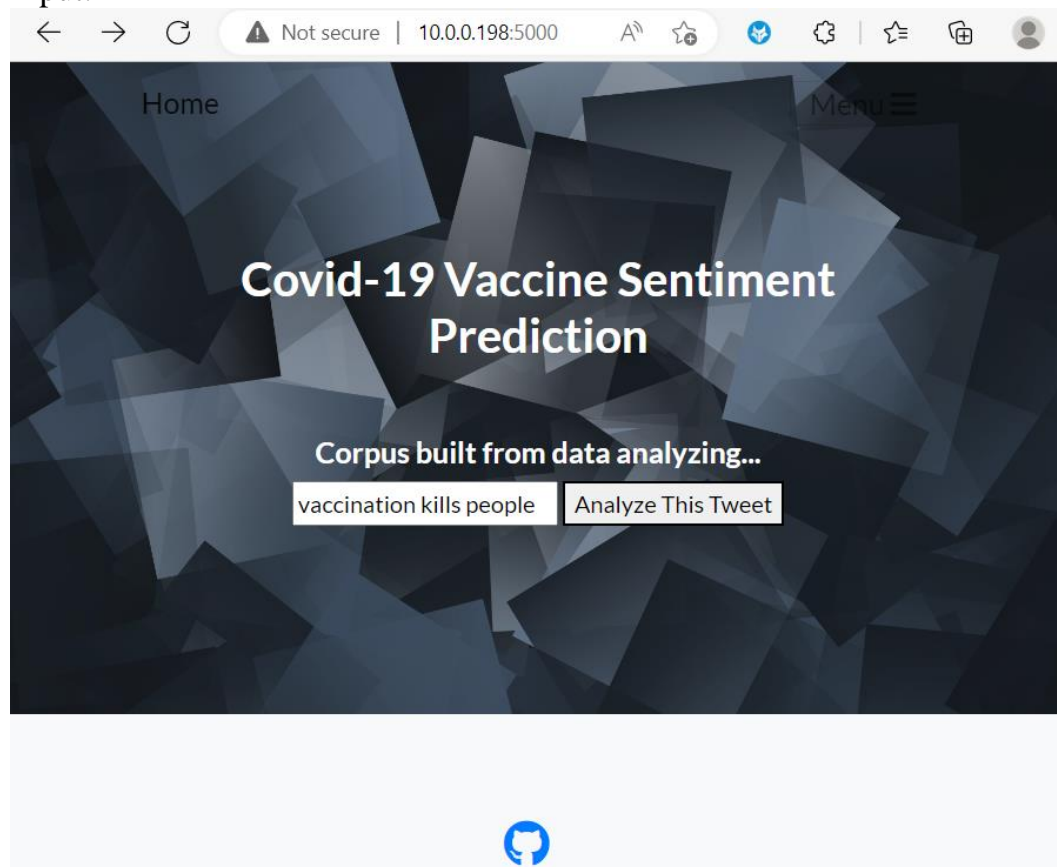 Not secure | 10.0.0.198:5000
Home Menu
Covid-19 Vaccine Sentiment
Prediction
Corpus built from data analyzing...
vaccination kills people Analyze This Tweet